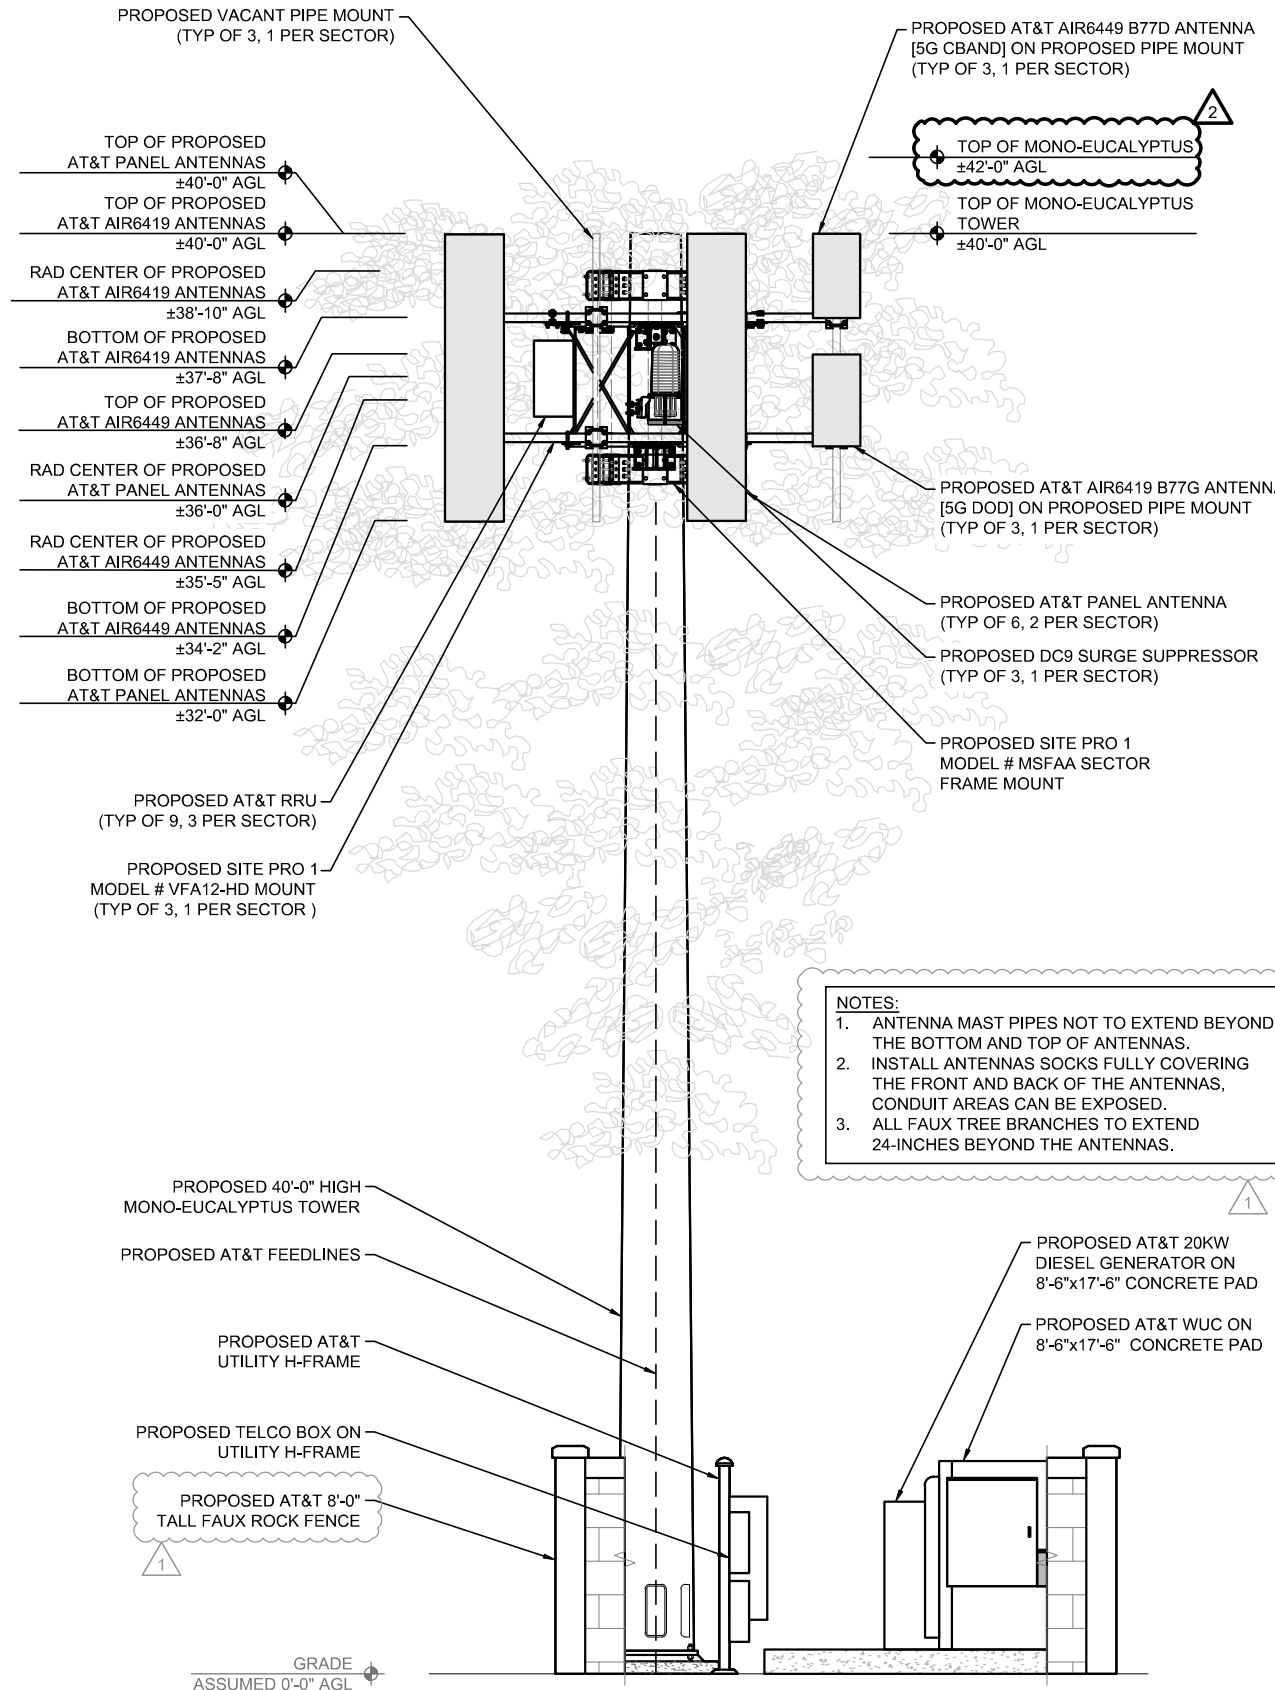 PROPOSED VACANT PIPE MOUNT
(TYP OF 3, 1 PER SECTOR)
PROPOSED AT&T AIR6449 B77D ANTENNA
[5G CBAND] ON PROPOSED PIPE MOUNT
(TYP OF 3, 1 PER SECTOR)
2
TOP OF MONO-EUCALYPTUS
±42'-0" AGL
TOP OF MONO-EUCALYPTUS
TOWER
±40'-0" AGL
TOP OF PROPOSED
AT&T PANEL ANTENNAS
±40'-0" AGL
TOP OF PROPOSED
AT&T AIR6419 ANTENNAS
±40'-0" AGL
RAD CENTER OF PROPOSED
AT&T AIR6419 ANTENNAS
±38'-10" AGL
BOTTOM OF PROPOSED
AT&T AIR6419 ANTENNAS
±37'-8" AGL
TOP OF PROPOSED
AT&T AIR6449 ANTENNAS
±36'-8" AGL
RAD CENTER OF PROPOSED
AT&T PANEL ANTENNAS
±36'-0" AGL
RAD CENTER OF PROPOSED
AT&T AIR6449 ANTENNAS
±35'-5" AGL
BOTTOM OF PROPOSED
AT&T AIR6449 ANTENNAS
±34'-2" AGL
BOTTOM OF PROPOSED
AT&T PANEL ANTENNAS
±32'-0" AGL
PROPOSED AT&T AIR6419 B77G ANTENNA
[5G DOD] ON PROPOSED PIPE MOUNT
(TYP OF 3, 1 PER SECTOR)
PROPOSED AT&T PANEL ANTENNA
(TYP OF 6, 2 PER SECTOR)
PROPOSED DC9 SURGE SUPPRESSOR
(TYP OF 3, 1 PER SECTOR)
PROPOSED SITE PRO 1
MODEL # MSFAA SECTOR
FRAME MOUNT
PROPOSED AT&T RRU
(TYP OF 9, 3 PER SECTOR)
PROPOSED SITE PRO 1
MODEL # VFA12-HD MOUNT
(TYP OF 3, 1 PER SECTOR )
NOTES:
1. ANTENNA MAST PIPES NOT TO EXTEND BEYOND
THE BOTTOM AND TOP OF ANTENNAS.
2. INSTALL ANTENNAS SOCKS FULLY COVERING
THE FRONT AND BACK OF THE ANTENNAS,
CONDUIT AREAS CAN BE EXPOSED.
3. ALL FAUX TREE BRANCHES TO EXTEND
24-INCHES BEYOND THE ANTENNAS.
1
PROPOSED 40'-0" HIGH
MONO-EUCALYPTUS TOWER
PROPOSED AT&T FEEDLINES
PROPOSED AT&T
UTILITY H-FRAME
PROPOSED TELCO BOX ON
UTILITY H-FRAME
PROPOSED AT&T 8'-0"
TALL FAUX ROCK FENCE
1
PROPOSED AT&T 20KW
DIESEL GENERATOR ON
8'-6"x17'-6" CONCRETE PAD
PROPOSED AT&T WUC ON
8'-6"x17'-6" CONCRETE PAD
GRADE
ASSUMED 0'-0" AGL